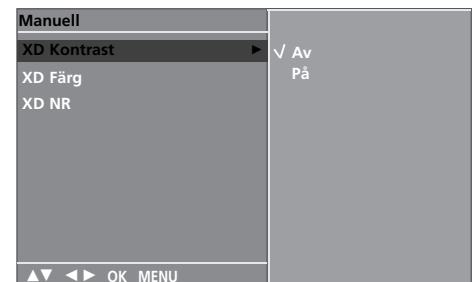 Manuell
XD Kontrast ► √ Av
XD Färg På
XD NR
▲▼ ◄► OK MENU